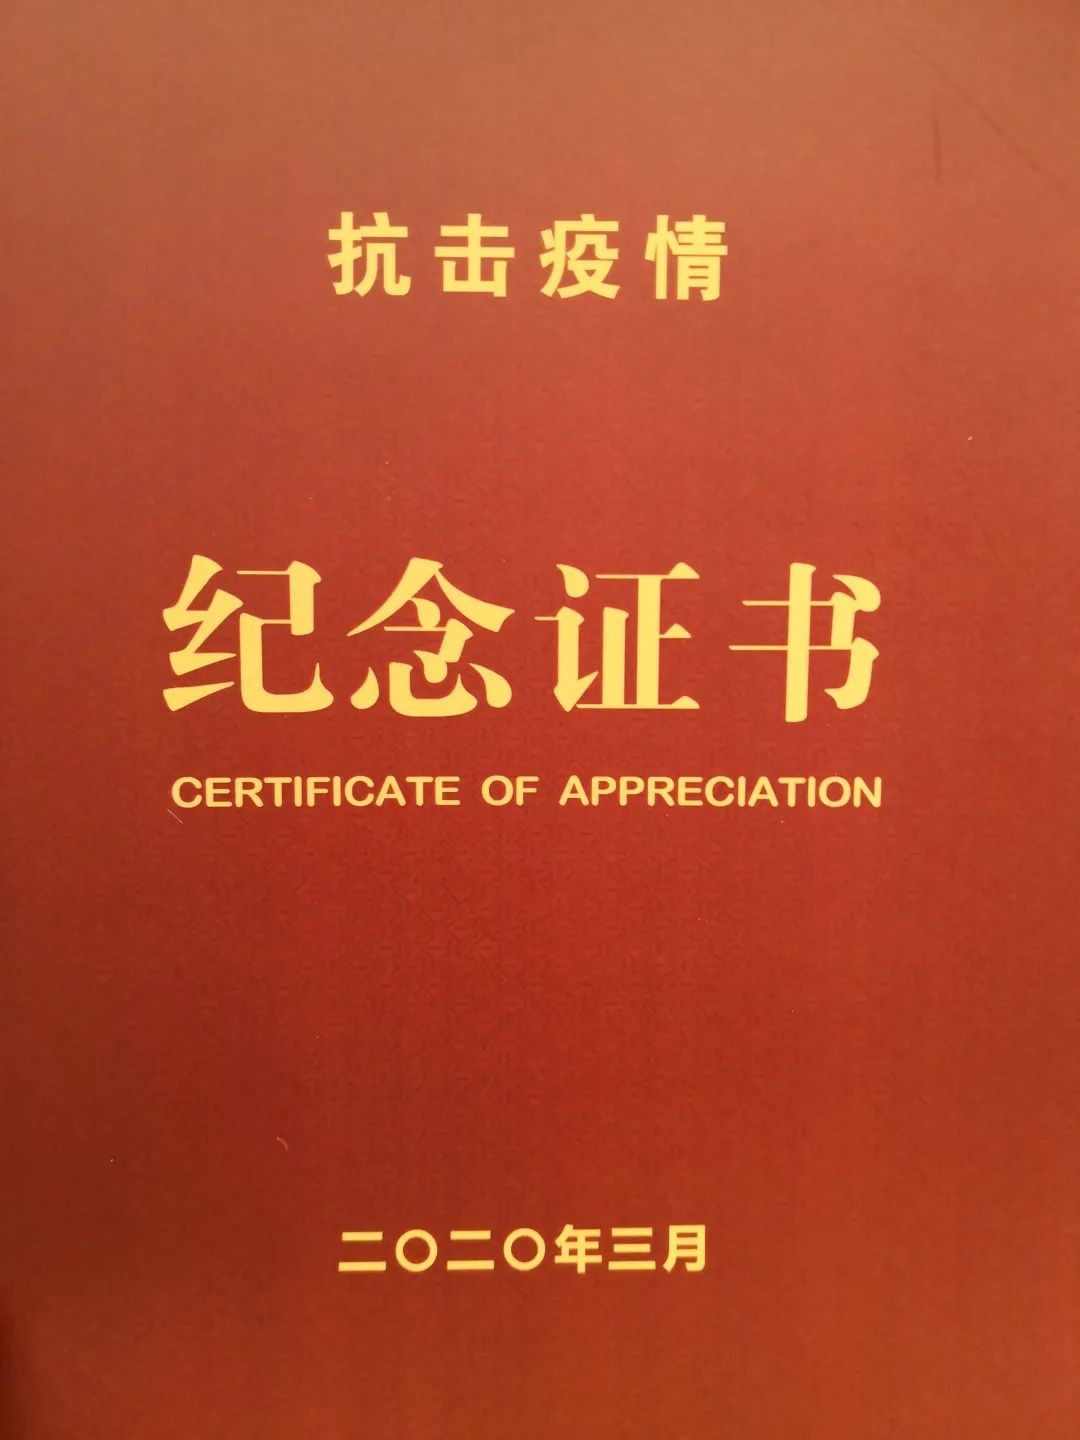 抗击疫情
纪念证书
CERTIFICATE OF APPRECIATION
二〇二〇年三月